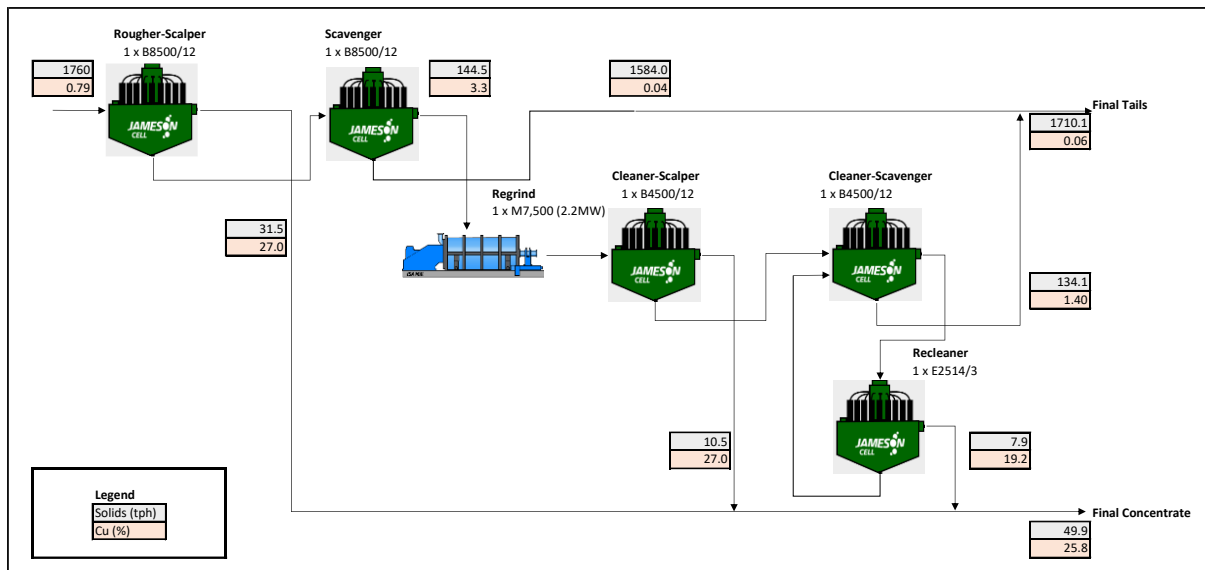 Rougher-Scalper
1 x B8500/12
Scavenger
1 x B8500/12
1760
0.79
144.5
3.3
1584.0
0.04
JAMESON
CELL
JAMESON
CELL
Final Tails
1710.1
0.06
Regrind
1 x M7,500 (2.2MW)
Cleaner-Scalper
1 x B4500/12
Cleaner-Scavenger
1 x B4500/12
31.5
27.0
JAMESON
CELL
JAMESON
CELL
134.1
1.40
Recleaner
1 x E2514/3
JAMESON
CELL
10.5
27.0
7.9
19.2
Legend
Solids (tph)
Cu (%)
Final Concentrate
49.9
25.8